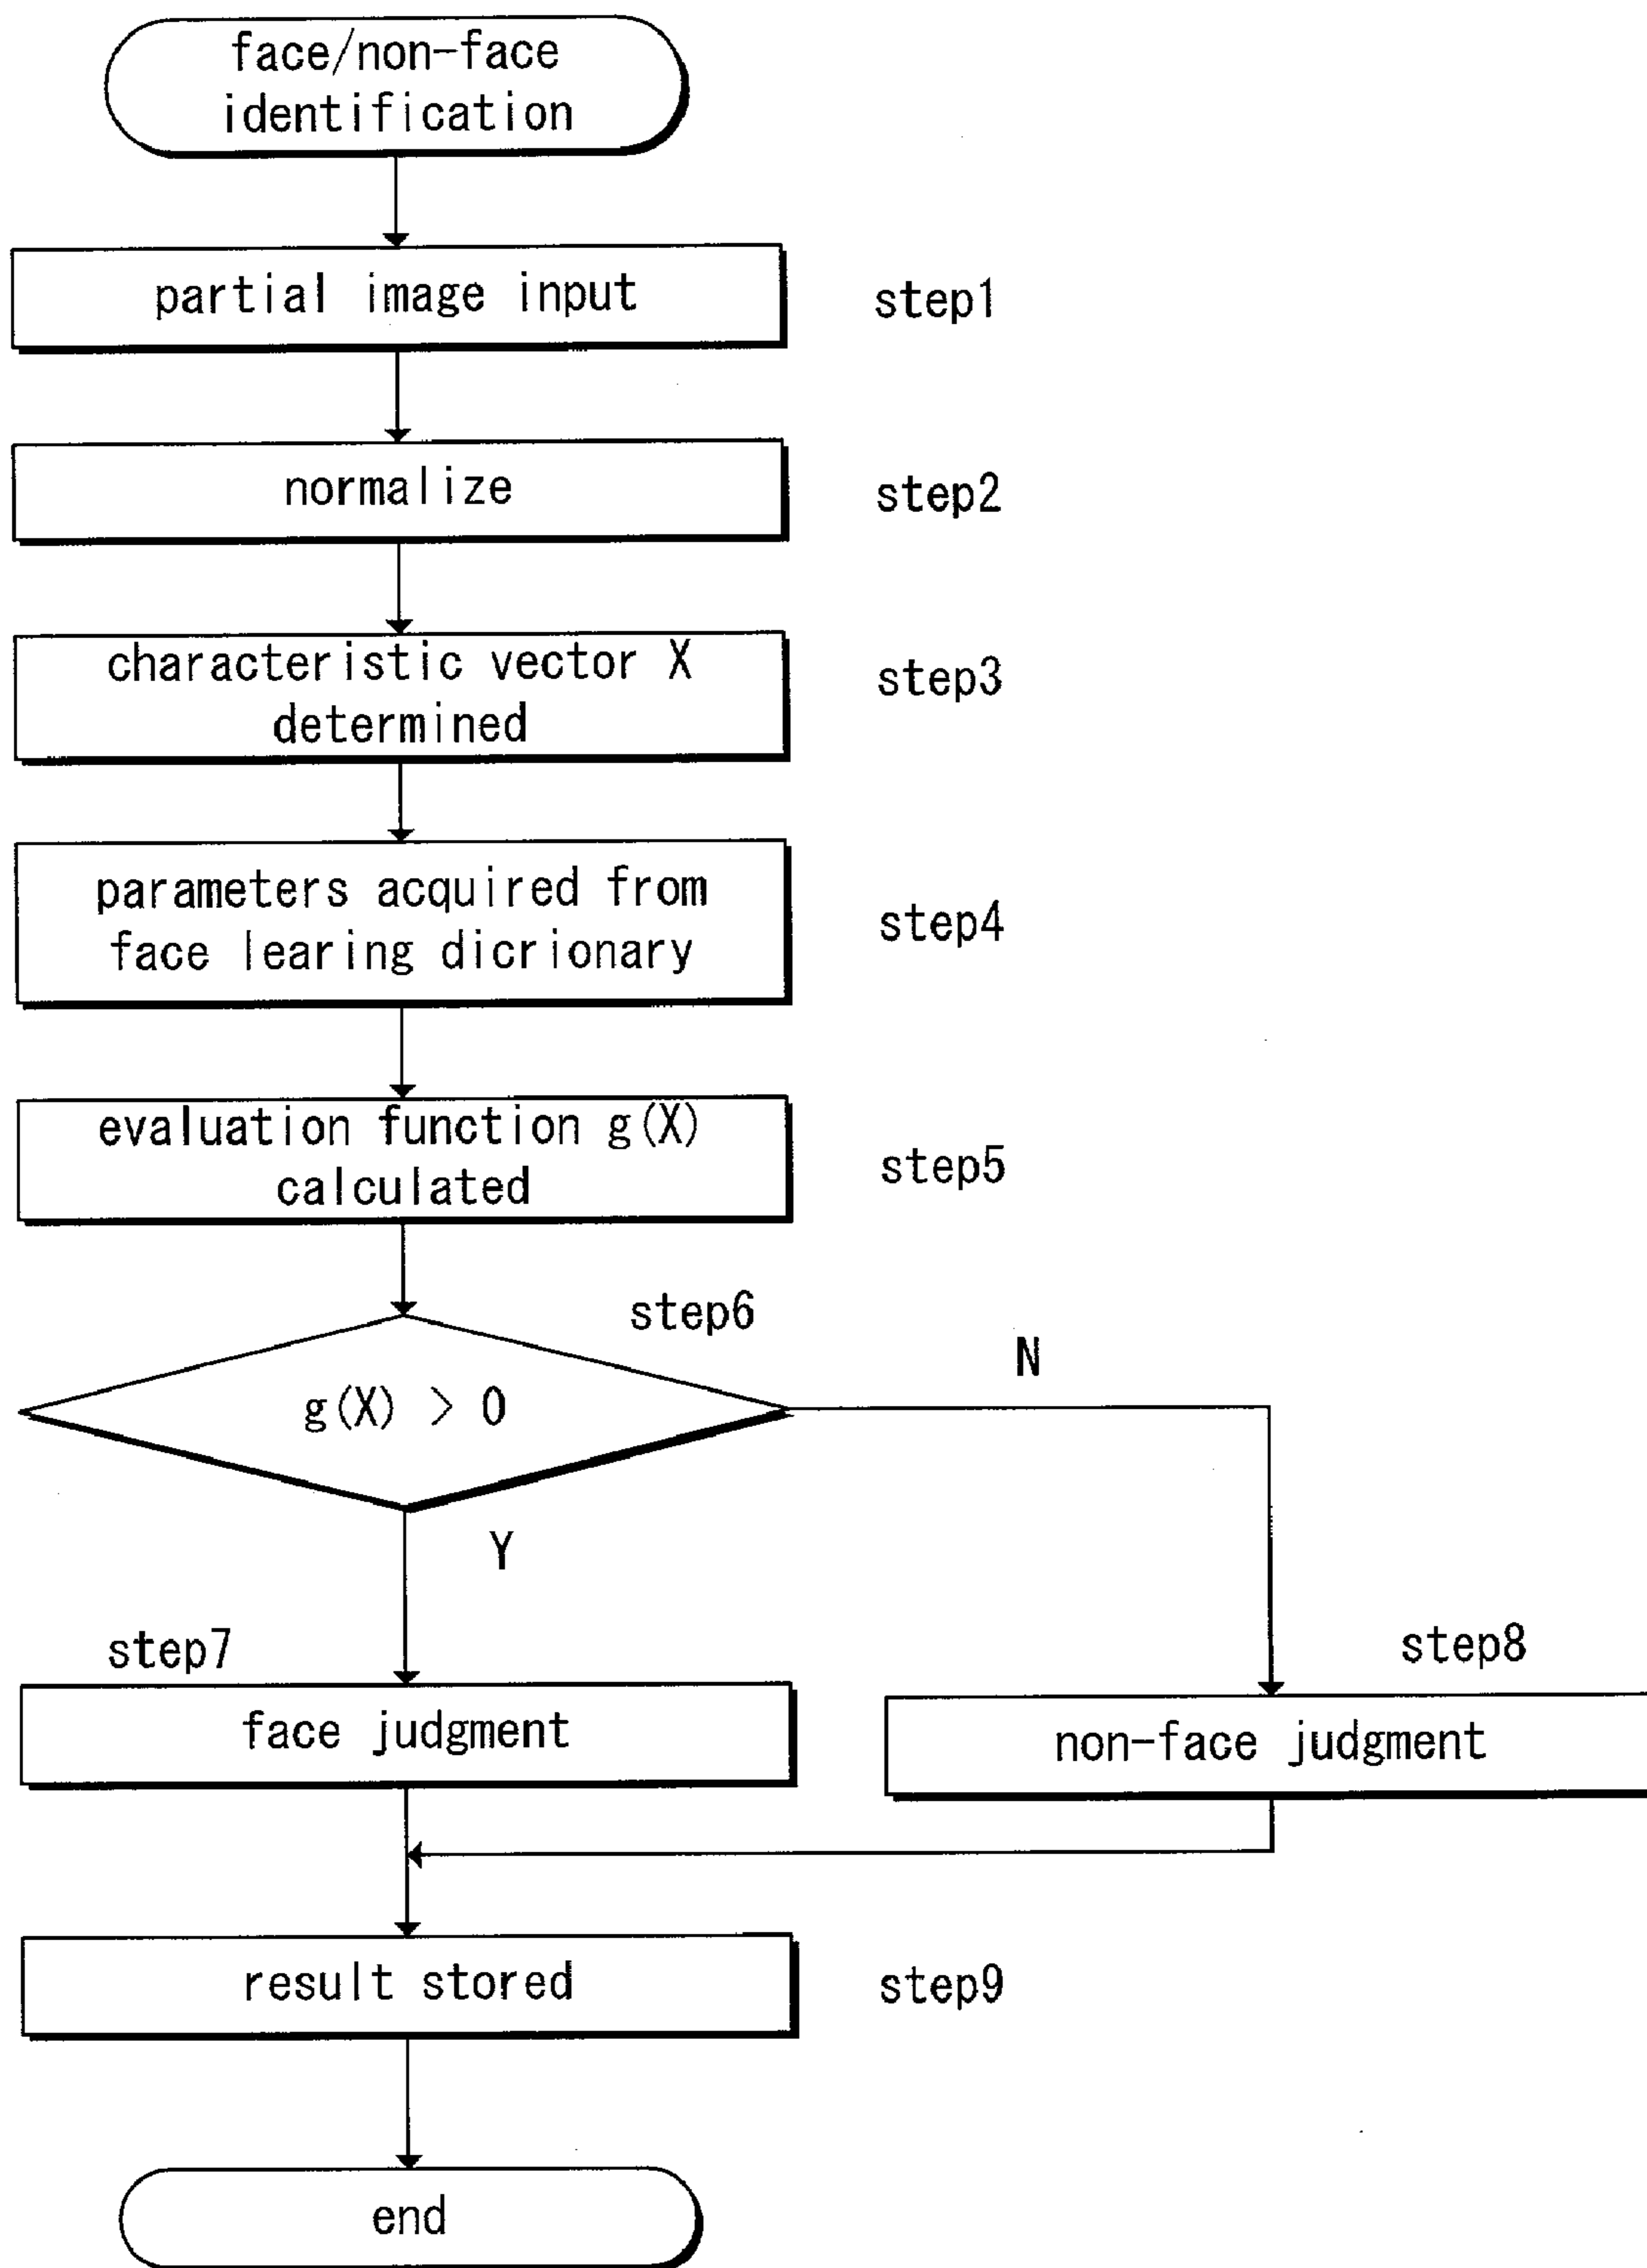 face/non-face
identification
partial image input
step1
normalize
step2
characteristic vector X
determined
step3
parameters acquired from
face learing dicrionary
step4
evaluation function g(X)
calculated
step5
step6
g(X) > 0
N
Y
step7
face judgment
step8
non-face judgment
result stored
step9
end